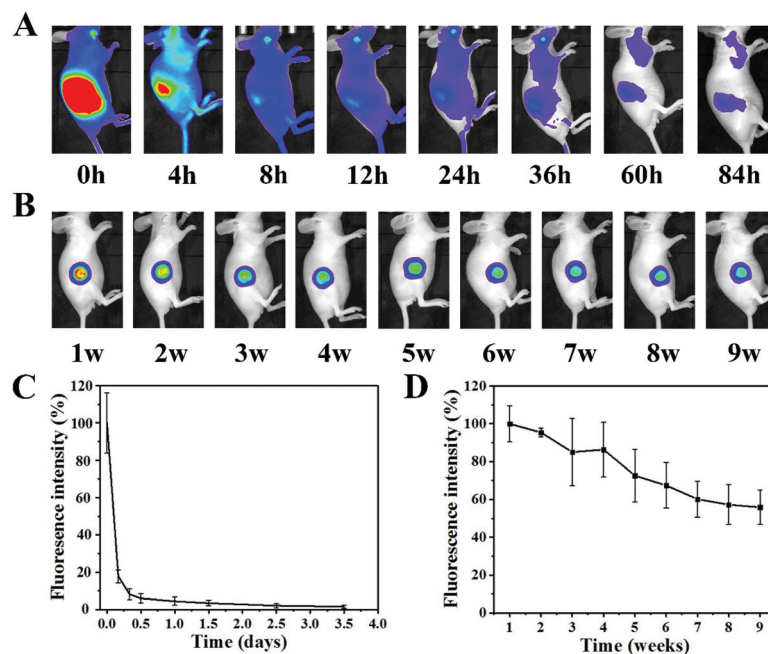 A
0h 4h 8h 12h 24h 36h 60h 84h
B
1w 2w 3w 4w 5w 6w 7w 8w 9w
C
Fluoresence intensity (%)
120
100
80
60
40
20
0
0.0 0.5 1.0 1.5 2.0 2.5 3.0 3.5 4.0
Time (days)
D
Fluorescence intensity (%)
120
100
80
60
40
20
0
1 2 3 4 5 6 7 8 9
Time (weeks)